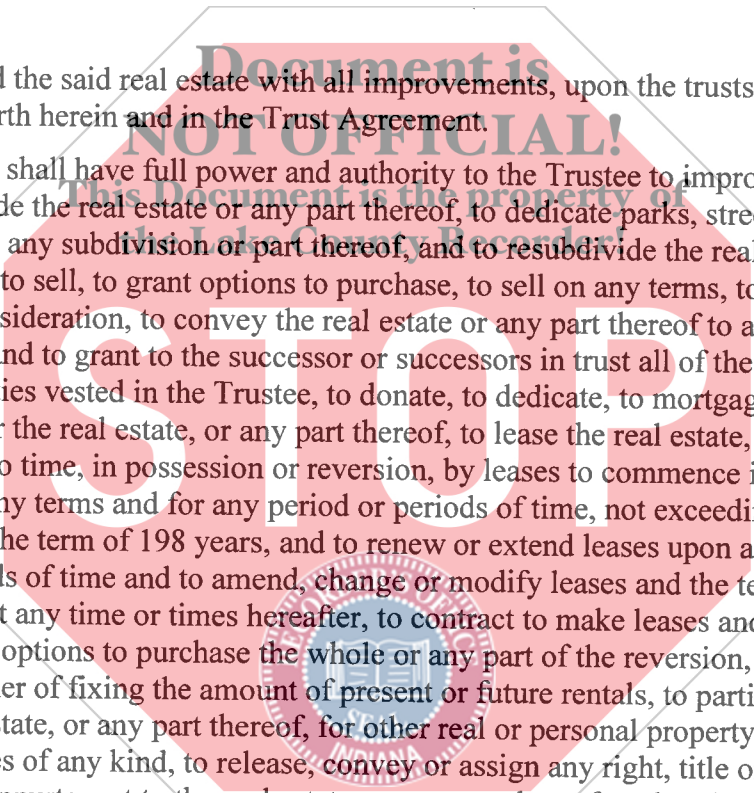 Document is
the said real estate with all improvements, upon the trusts
rth herein and in the Trust Agreement.
NOT OFFICIAL!
shall have full power and authority to the Trustee to impro
This Document is the property of
de the real estate or any part thereof, to dedicate parks, stre
any subdivision or part thereof, and to resubdivide the real
the Lake County Recorder!
to sell, to grant options to purchase, to sell on any terms, to
sideration, to convey the real estate or any part thereof to a
nd to grant to the successor or successors in trust all of the
ies vested in the Trustee, to donate, to dedicate, to mortgag
r the real estate, or any part thereof, to lease the real estate,
STOP
o time, in possession or reversion, by leases to commence i
ny terms and for any period or periods of time, not exceedi
he term of 198 years, and to renew or extend leases upon a
ls of time and to amend, change or modify leases and the te
t any time or times hereafter, to contract to make leases and
options to purchase the whole or any part of the reversion,
er of fixing the amount of present or future rentals, to parti
state, or any part thereof, for other real or personal property
SEAL
INDIANA
s of any kind, to release, convey or assign any right, title o